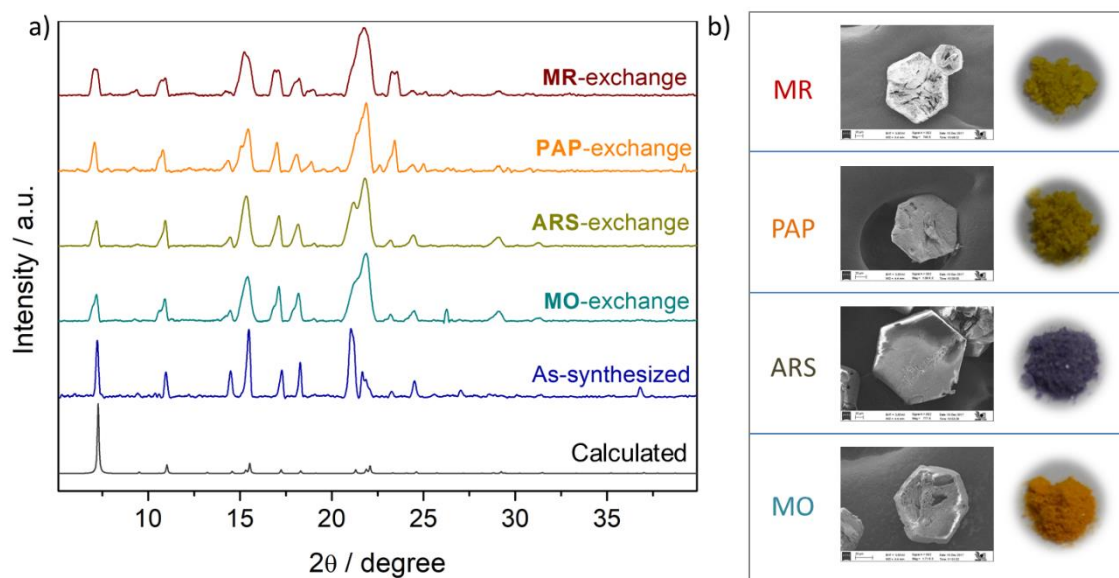 a)
MR-exchange
PAP-exchange
ARS-exchange
MO-exchange
As-synthesized
Calculated
Intensity / a.u.
10 15 20 25 30 35
2θ / degree
b)
MR
PAP
ARS
MO